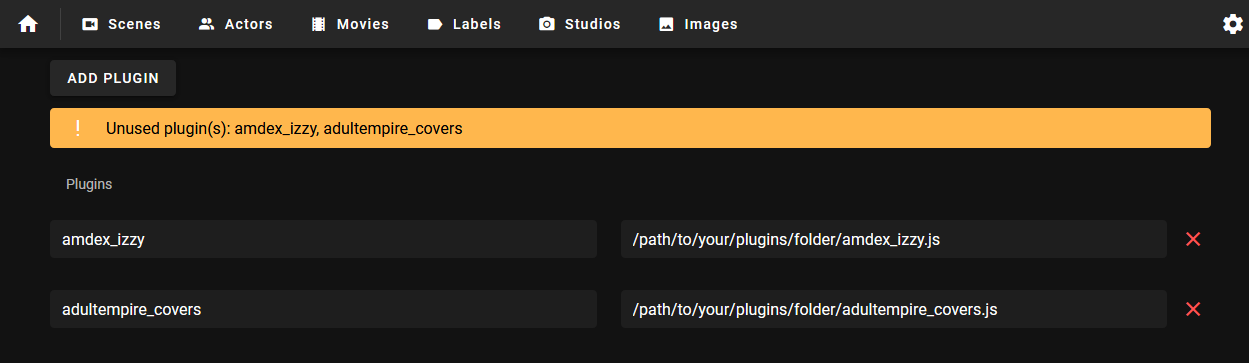 Scenes Actors Movies Labels Studios Images
ADD PLUGIN
! Unused plugin(s): amdex_izzy, adultempire_covers
Plugins
amdex_izzy /path/to/your/plugins/folder/amdex_izzy.js
adultempire_covers /path/to/your/plugins/folder/adultempire_covers.js